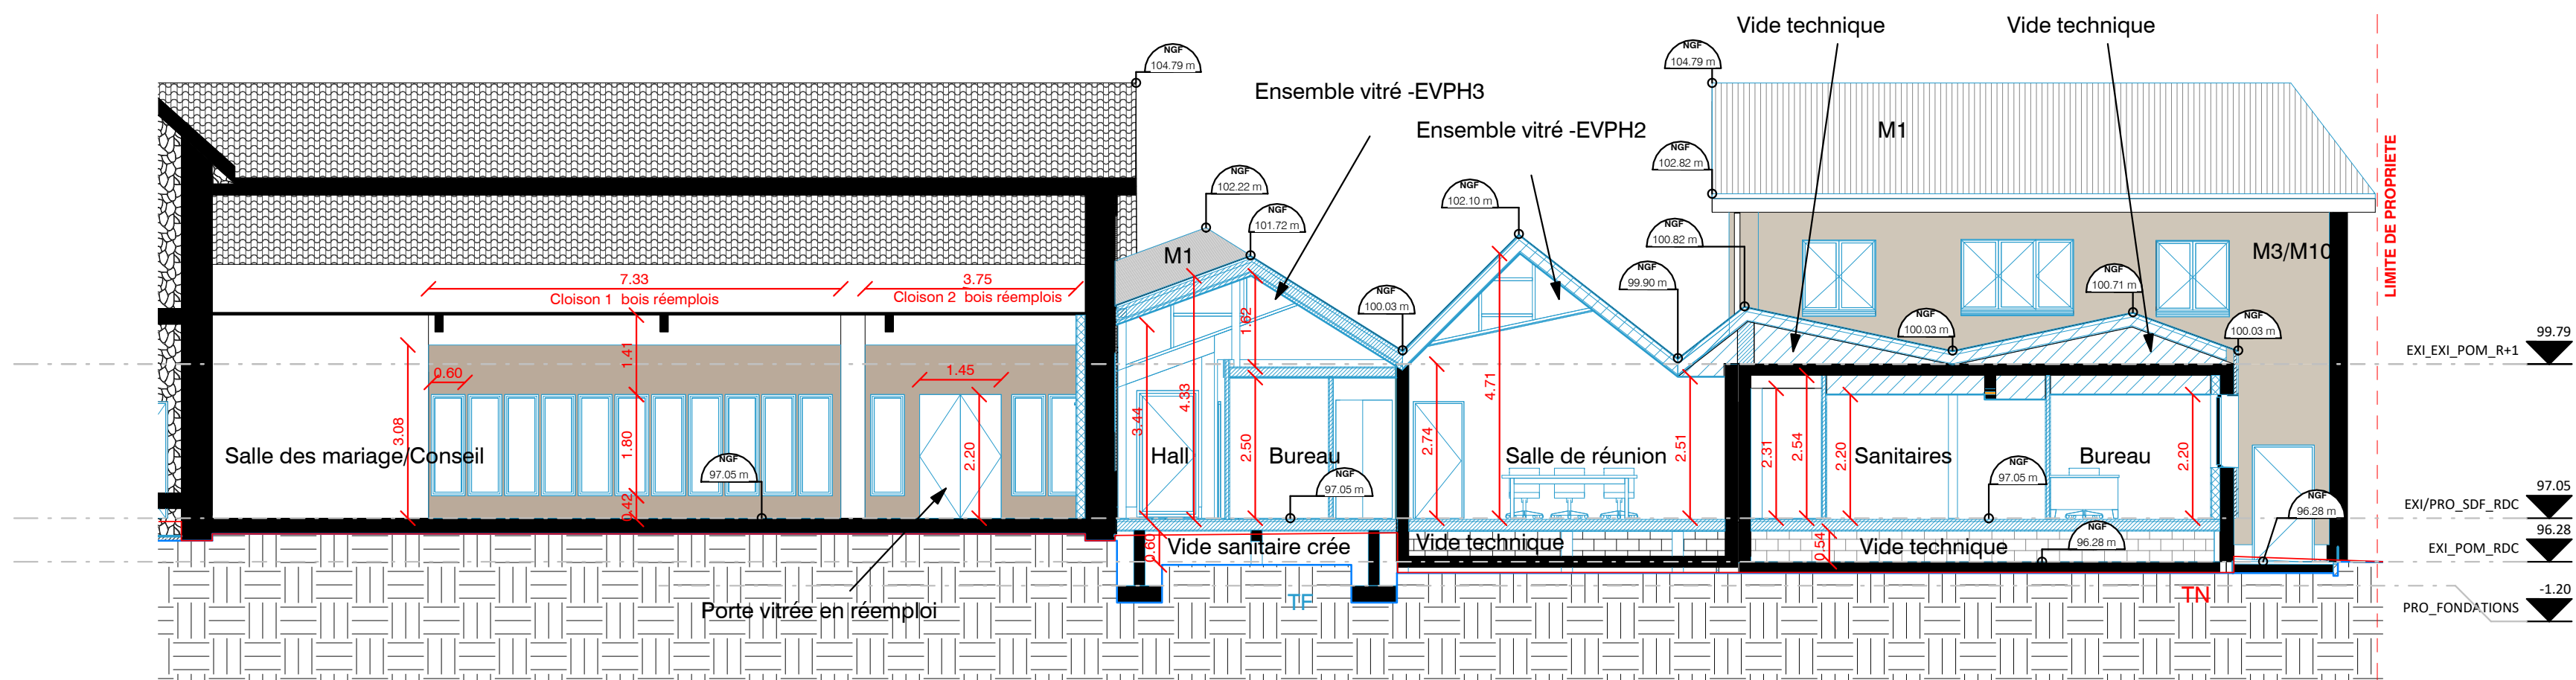 Vide technique
Vide technique
NGF
104.79 m
NGF
104.79 m
Ensemble vitré -EVPH3
Ensemble vitré -EVPH2
M1
NGF
102.82 m
LIMITE DE PROPRIETE
NGF
102.22 m
NGF
102.10 m
NGF
101.72 m
NGF
100.82 m
M1
M3/M10
7.33
Cloison 1 bois réemplois
3.75
Cloison 2 bois réemplois
NGF
99.90 m
NGF
100.71 m
NGF
100.03 m
NGF
100.03 m
NGF
100.03 m
1.62
99.79
EXI_EXI_POM_R+1
1.41
0.60
1.45
3.08
1.80
2.20
0.42
3.44
4.33
2.50
2.74
4.71
2.51
2.31
2.54
2.20
2.20
Salle des mariage/Conseil
Hall
Bureau
Salle de réunion
Sanitaires
Bureau
NGF
97.05 m
NGF
97.05 m
NGF
97.05 m
97.05
EXI/PRO_SDF_RDC
NGF
96.28 m
NGF
96.28 m
96.28
EXI_POM_RDC
0.60
Vide sanitaire crée
Vide technique
0.54
Vide technique
Porte vitrée en réemploi
TF
TN
-1.20
PRO_FONDATIONS